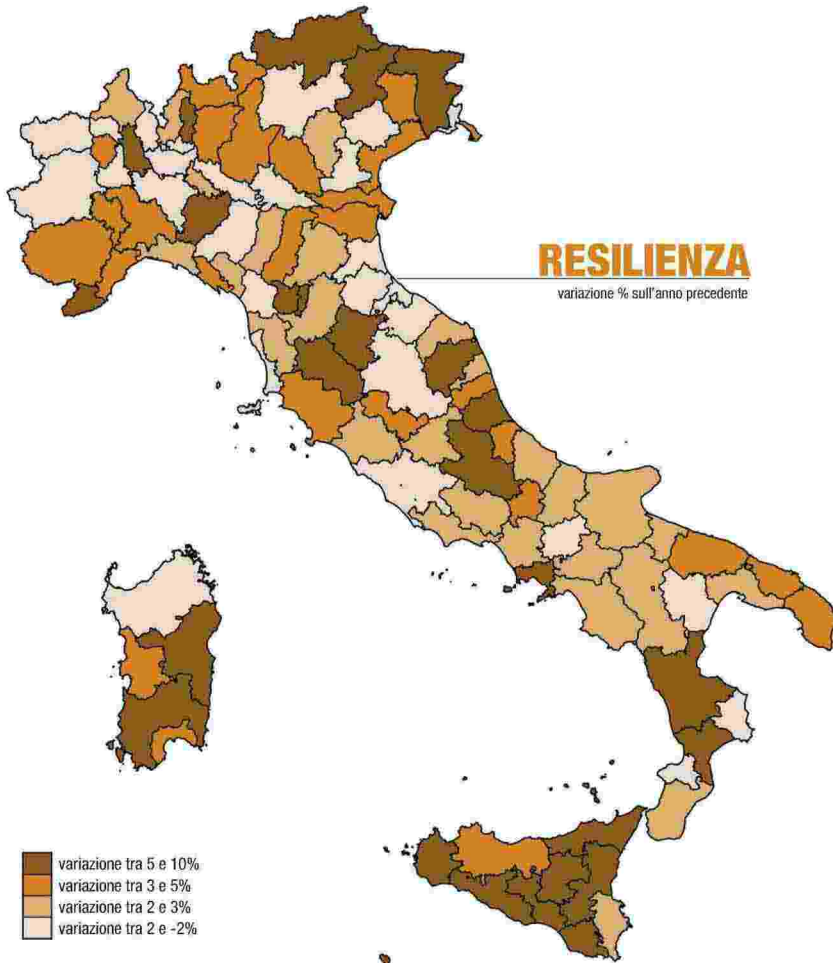 RESILIENZA
variazione % sull'anno precedente
variazione tra 5 e 10%
variazione tra 3 e 5%
variazione tra 2 e 3%
variazione tra 2 e -2%